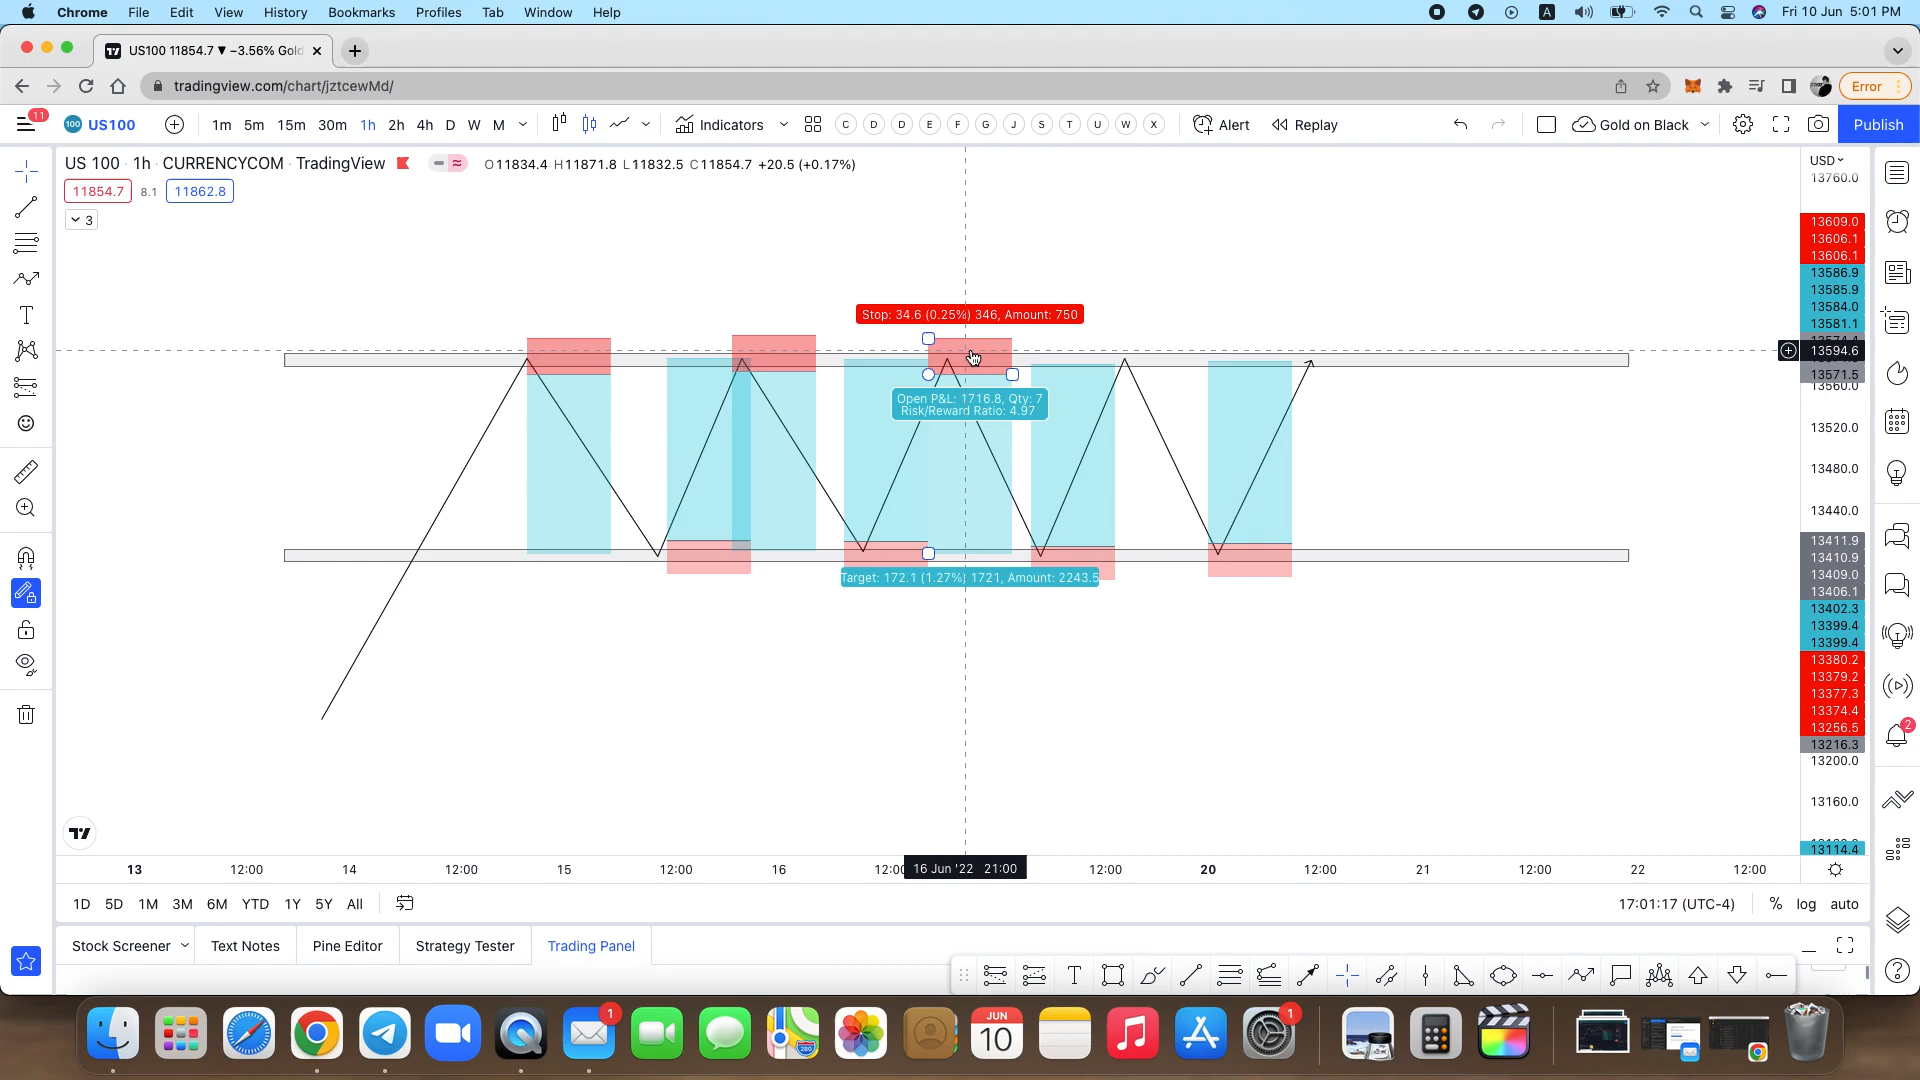 Chrome File Edit View History Bookmarks Profiles Tab Window Help
A
Fri 10 Jun 5:01 PM
US100 11854.7 ▼ −3.56% Gold
tradingview.com/chart/jztcewMd/
Error
11
100 US100
1m 5m 15m 30m 1h 2h 4h D W M
Indicators
C D D E F G J S T U W X
Alert
Replay
Gold on Black
Publish
US 100 · 1h · CURRENCYCOM · TradingView
O11834.4 H11871.8 L11832.5 C11854.7 +20.5 (+0.17%)
11854.7 8.1 11862.8
3
USD
13760.0
13609.0
13606.1
13606.1
13586.9
13585.9
13584.0
13581.1
13594.6
13571.5
13560.0
13520.0
13480.0
13440.0
13411.9
13410.9
13409.0
13406.1
13402.3
13399.4
13399.4
13380.2
13379.2
13377.3
13374.4
13256.5
13216.3
13200.0
13160.0
13114.4
Stop: 34.6 (0.25%) 346, Amount: 750
Open P&L: 1716.8, Qty: 7
Risk/Reward Ratio: 4.97
Target: 172.1 (1.27%) 1721, Amount: 2243.5
2
13 12:00 14 12:00 15 12:00 16 12:00 16 Jun '22 21:00 12:00 20 12:00 21 12:00 22 12:00
1D 5D 1M 3M 6M YTD 1Y 5Y All
17:01:17 (UTC-4) % log auto
Stock Screener Text Notes Pine Editor Strategy Tester Trading Panel
1
JUN
10
1